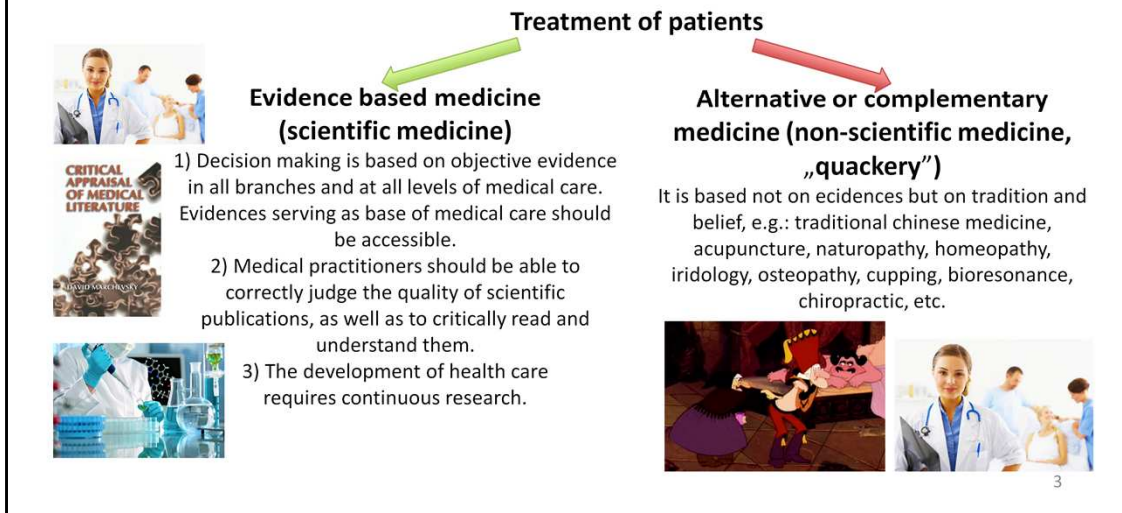 Treatment of patients
Evidence based medicine
(scientific medicine)
1) Decision making is based on objective evidence
in all branches and at all levels of medical care.
Evidences serving as base of medical care should
be accessible.
2) Medical practitioners should be able to
correctly judge the quality of scientific
publications, as well as to critically read and
understand them.
3) The development of health care
requires continuous research.
CRITICAL
APPRAISAL
OF MEDICAL
LITERATURE
DAVID MARCHEVSKY
Alternative or complementary
medicine (non-scientific medicine,
„quackery”)
It is based not on ecidences but on tradition and
belief, e.g.: traditional chinese medicine,
acupuncture, naturopathy, homeopathy,
iridology, osteopathy, cupping, bioresonance,
chiropractic, etc.
3